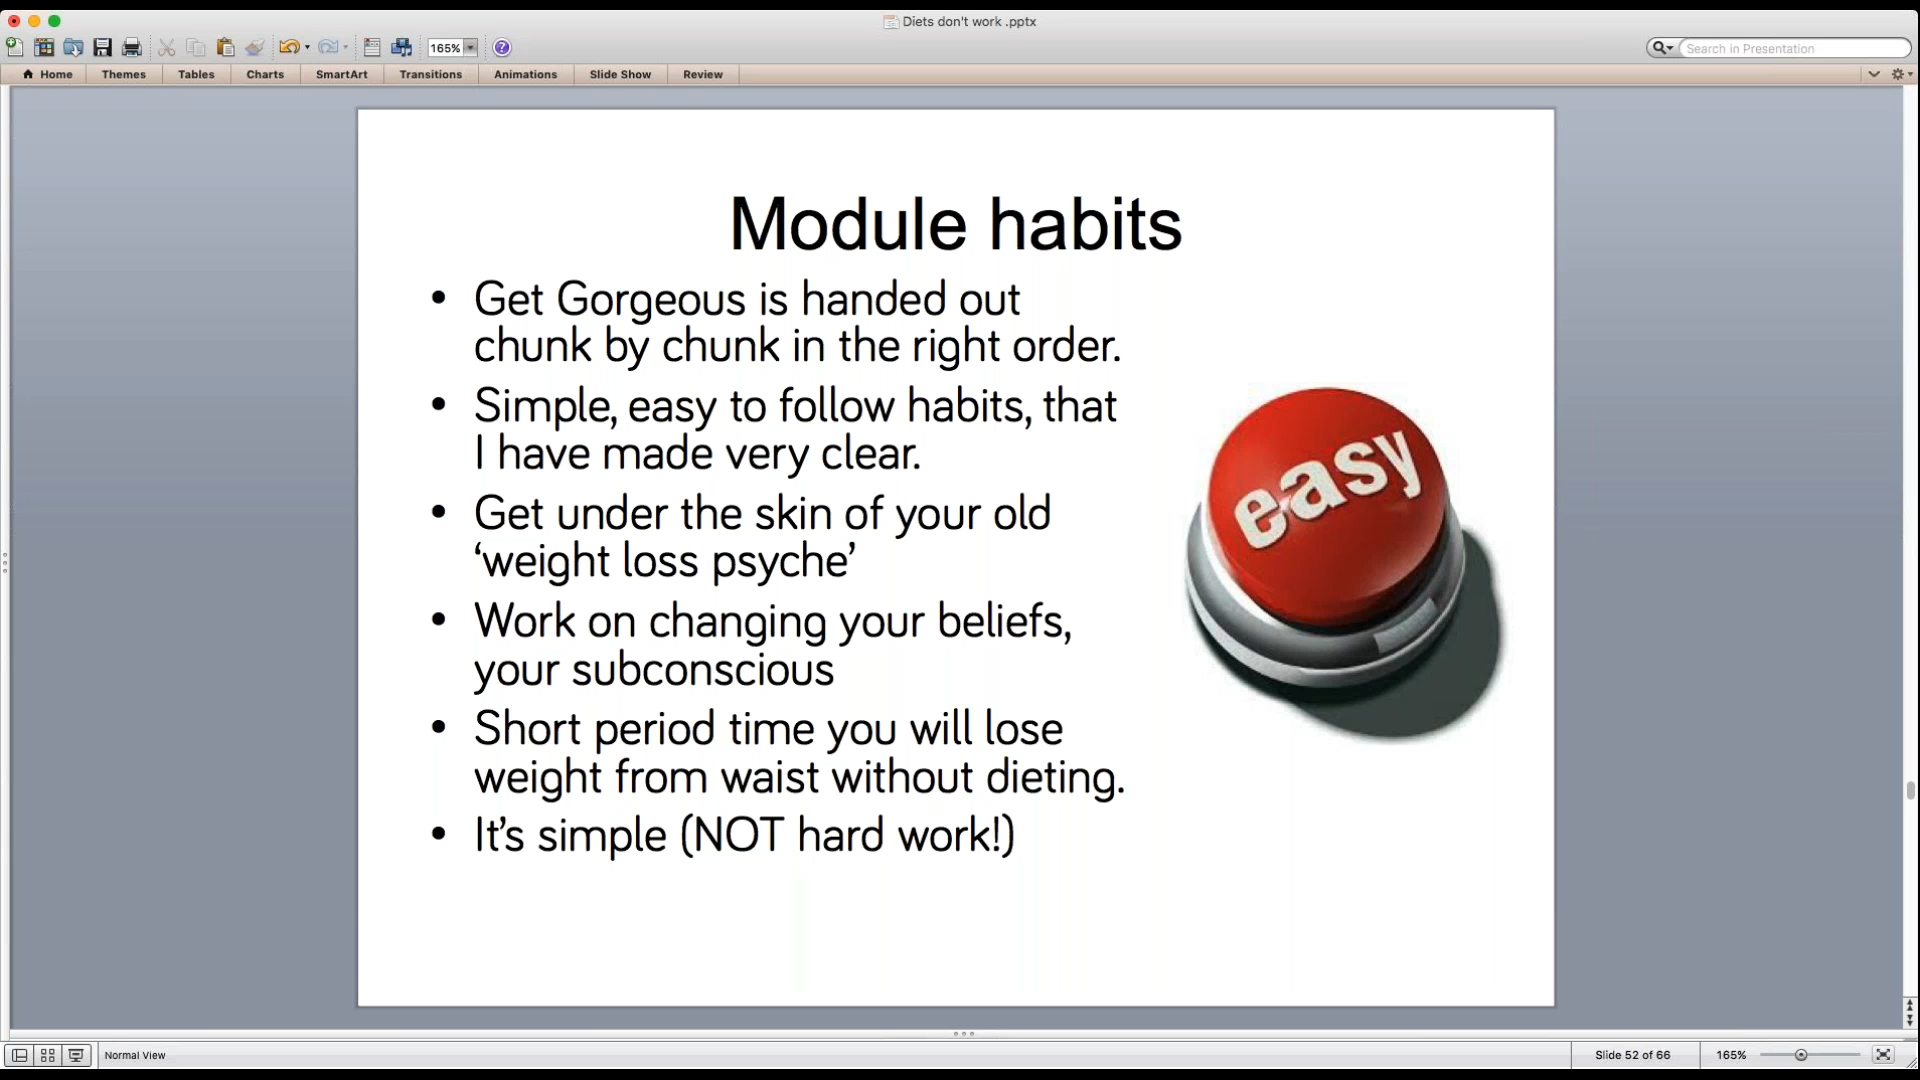 Diets don't work .pptx
165%
Search in Presentation
Home
Themes
Tables
Charts
SmartArt
Transitions
Animations
Slide Show
Review
Module habits
• Get Gorgeous is handed out
chunk by chunk in the right order.
• Simple, easy to follow habits, that
I have made very clear.
• Get under the skin of your old
‘weight loss psyche’
• Work on changing your beliefs,
your subconscious
• Short period time you will lose
weight from waist without dieting.
• It’s simple (NOT hard work!)
easy
Normal View
Slide 52 of 66
165%